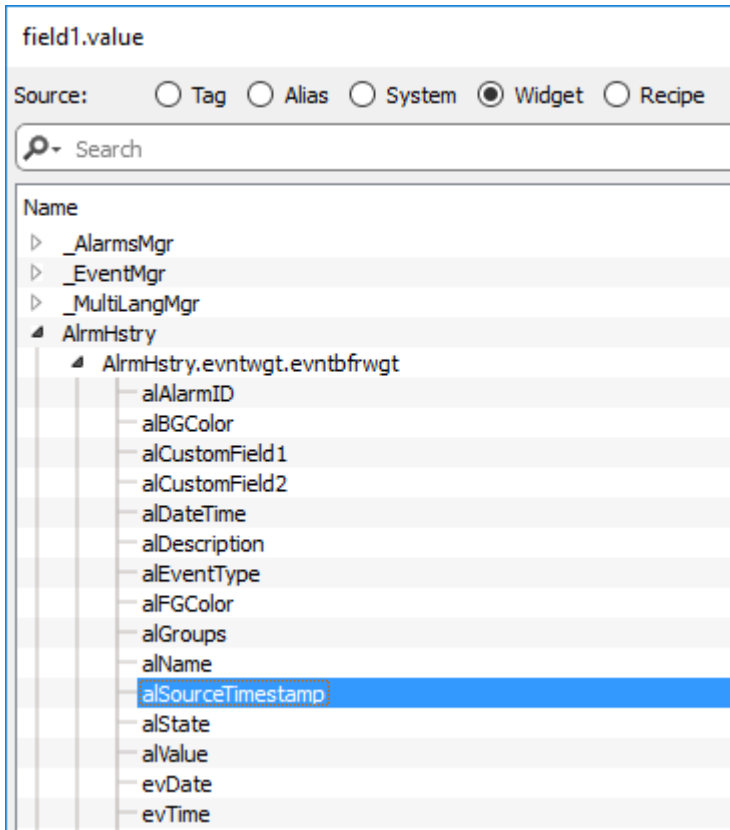 field1.value
Source: Tag Alias System Widget Recipe
Search
Name
_AlarmsMgr
_EventMgr
_MultiLangMgr
AlrmHstry
AlrmHstry.evntwgt.evntbfrwgt
alAlarmID
alBGColor
alCustomField1
alCustomField2
alDateTime
alDescription
alEventType
alFGColor
alGroups
alName
alSourceTimestamp
alState
alValue
evDate
evTime